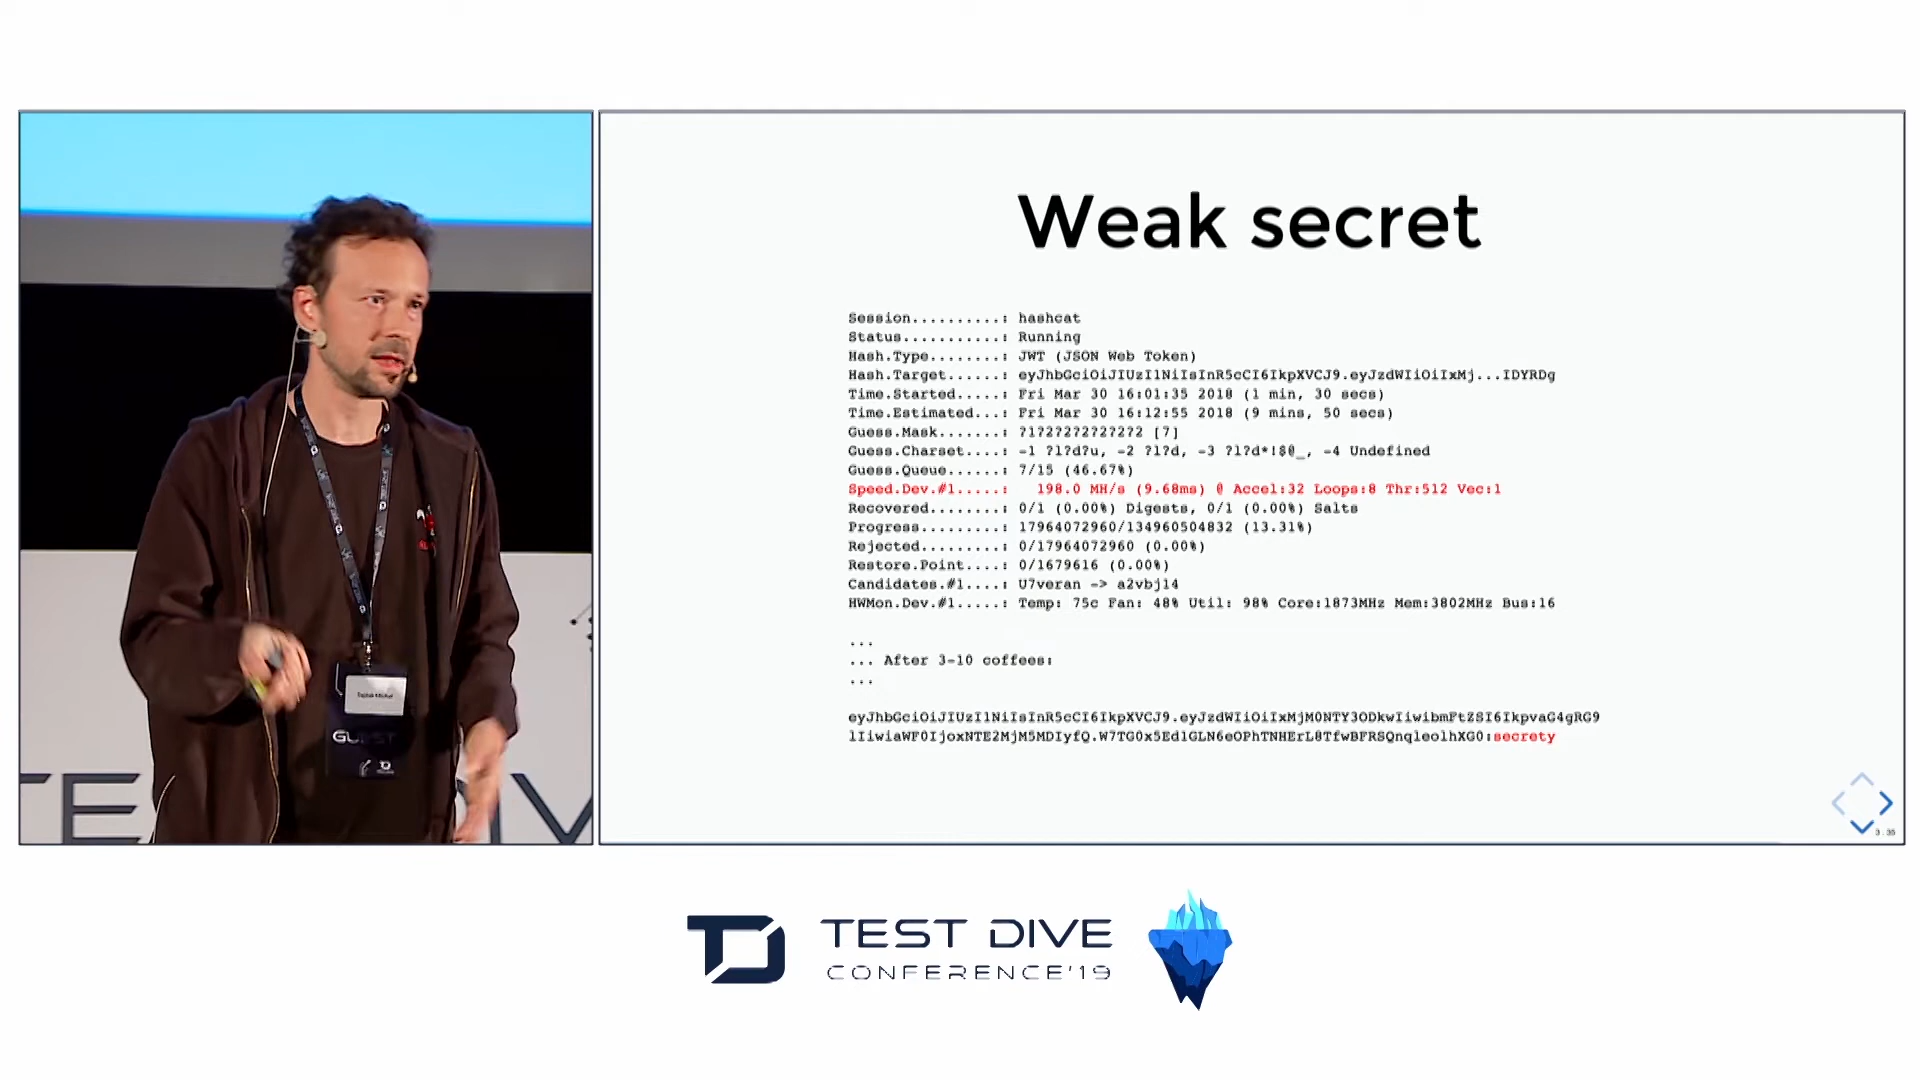 Weak secret
Session..........: hashcat
Status...........: Running
Hash.Type........: JWT (JSON Web Token)
Hash.Target......: eyJhbGciOiJIUzI1NiIsInR5cCI6IkpXVCJ9.eyJzdWIiOiIxMj...IDYRDg
Time.Started.....: Fri Mar 30 16:01:35 2018 (1 min, 30 secs)
Time.Estimated...: Fri Mar 30 16:12:55 2018 (9 mins, 50 secs)
Guess.Mask.......: ?1?2?2?2?2?2?2 [7]
Guess.Charset....: -1 ?l?d?u, -2 ?l?d, -3 ?l?d*!$@_, -4 Undefined
Guess.Queue......: 7/15 (46.67%)
Speed.Dev.#1.....: 198.0 MH/s (9.68ms) @ Accel:32 Loops:8 Thr:512 Vec:1
Recovered........: 0/1 (0.00%) Digests, 0/1 (0.00%) Salts
Progress.........: 17964072960/134960504832 (13.31%)
Rejected.........: 0/17964072960 (0.00%)
Restore.Point....: 0/1679616 (0.00%)
Candidates.#1....: U7veran -> a2vbj14
HWMon.Dev.#1.....: Temp: 75c Fan: 48% Util: 98% Core:1873MHz Mem:3802MHz Bus:16
...
... After 3-10 coffees:
...
eyJhbGciOiJIUzI1NiIsInR5cCI6IkpXVCJ9.eyJzdWIiOiIxMjM0NTY3ODkwIiwibmFtZSI6IkpvaG4gRG9
lIiwiaWF0IjoxNTE2MjM5MDIyfQ.W7TG0x5Ed1GLN6eOPhTNHErL8TfwBFRSQnqleolhXG0:secrety
3.35
GUEST
TE DIV
TD TEST DIVE
CONFERENCE'19